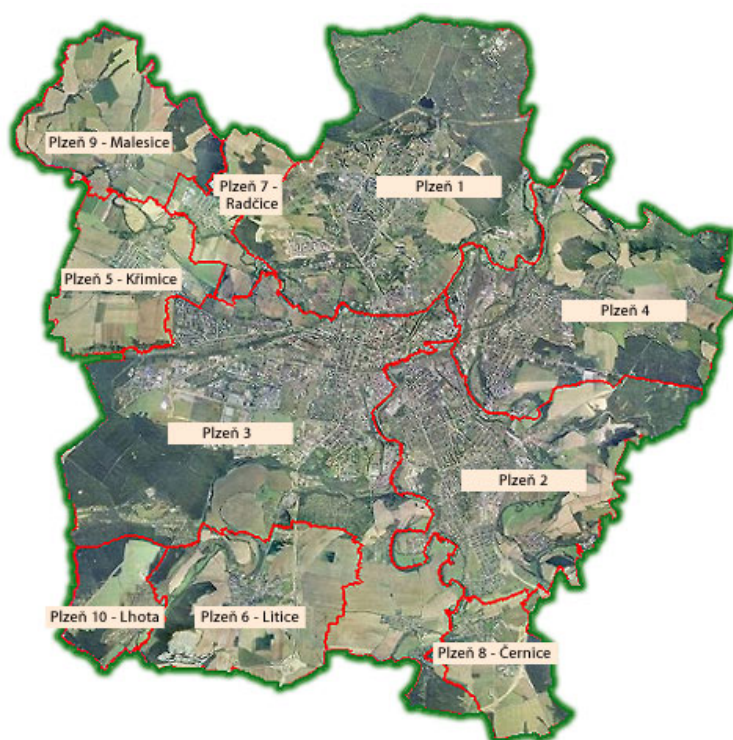 Plzeň 9 - Malesice
Plzeň 7 -
Radčice
Plzeň 1
Plzeň 5 - Křimice
Plzeň 4
Plzeň 3
Plzeň 2
Plzeň 10 - Lhota
Plzeň 6 - Litice
Plzeň 8 - Černice